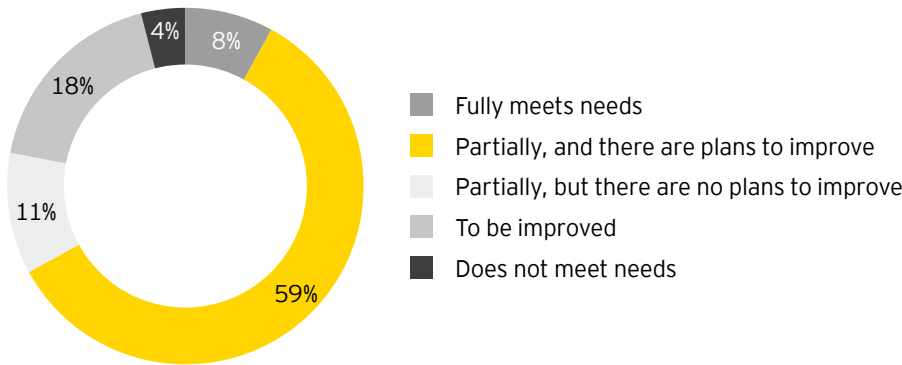 4%
8%
18%
11%
59%
Fully meets needs
Partially, and there are plans to improve
Partially, but there are no plans to improve
To be improved
Does not meet needs